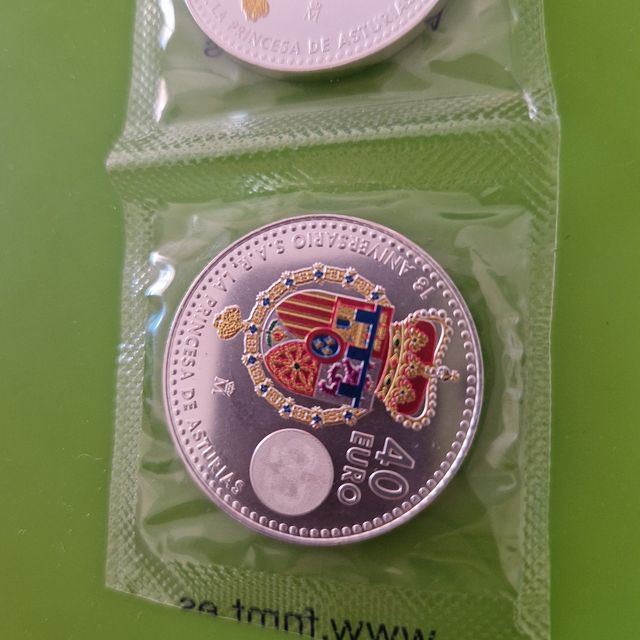 LA PRINCESA DE ASTURIAS
18 ANIVERSARIO S.A.R. LA PRINCESA DE ASTURIAS
40
EURO
www.fnmt.es